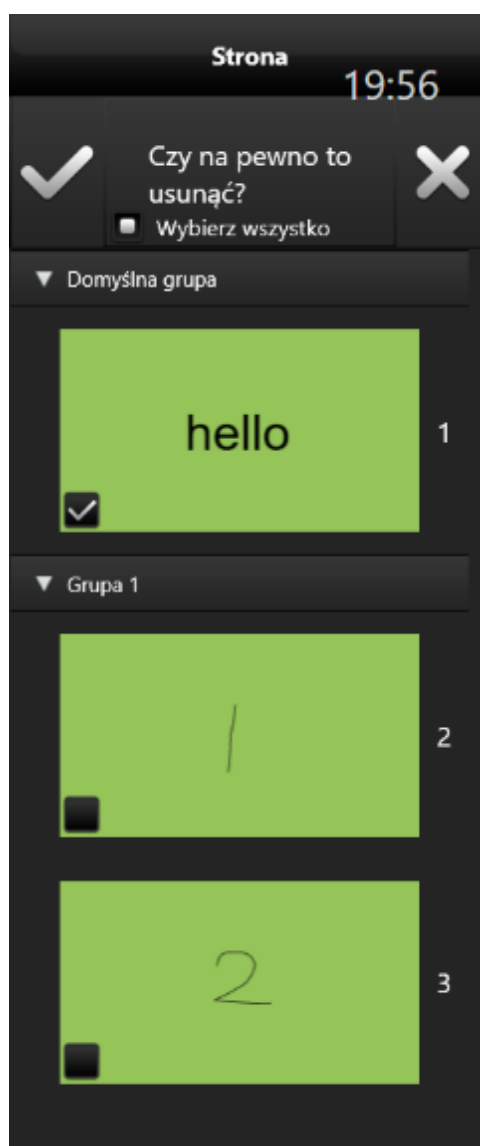 Strona
19:56
Czy na pewno to
usunąć?
Wybierz wszystko
Domyślna grupa
hello
1
Grupa 1
1
2
2
3